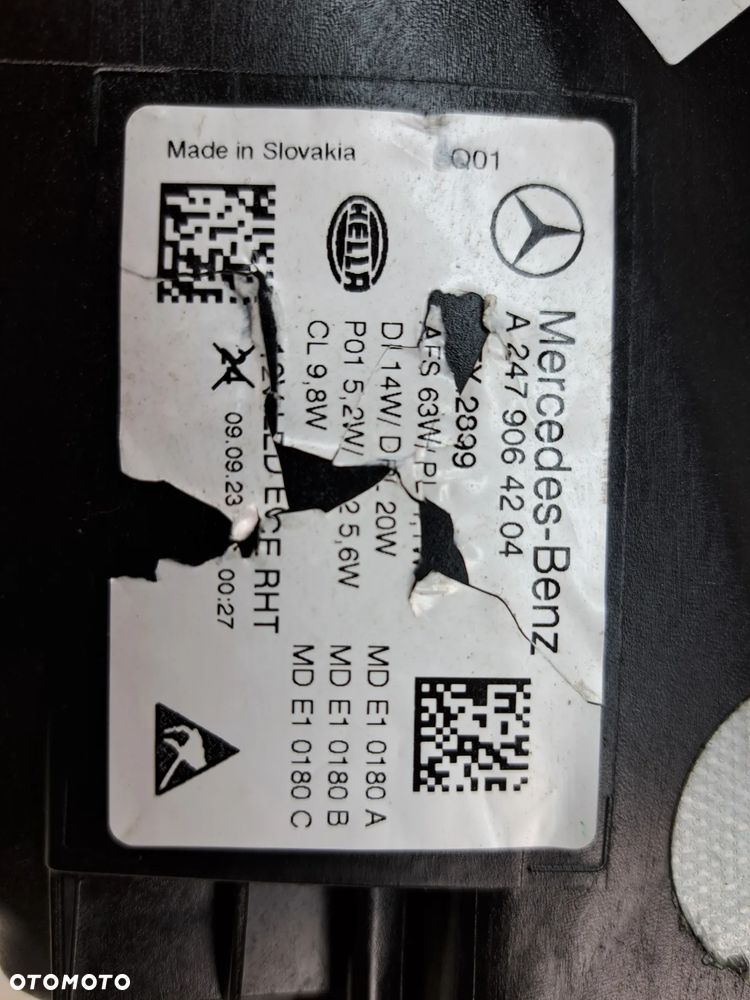 Made in Slovakia
Q01
HELLA
Mercedes-Benz
A 247 906 42 04
2899
AFS 63W/ PL
DI 14W/ 20W
P01 5,2W/ 2 5,6W
CL 9,8W
ECE RHT
09.09.23 00:27
MD E1 0180 A
MD E1 0180 B
MD E1 0180 C
OTOMOTO